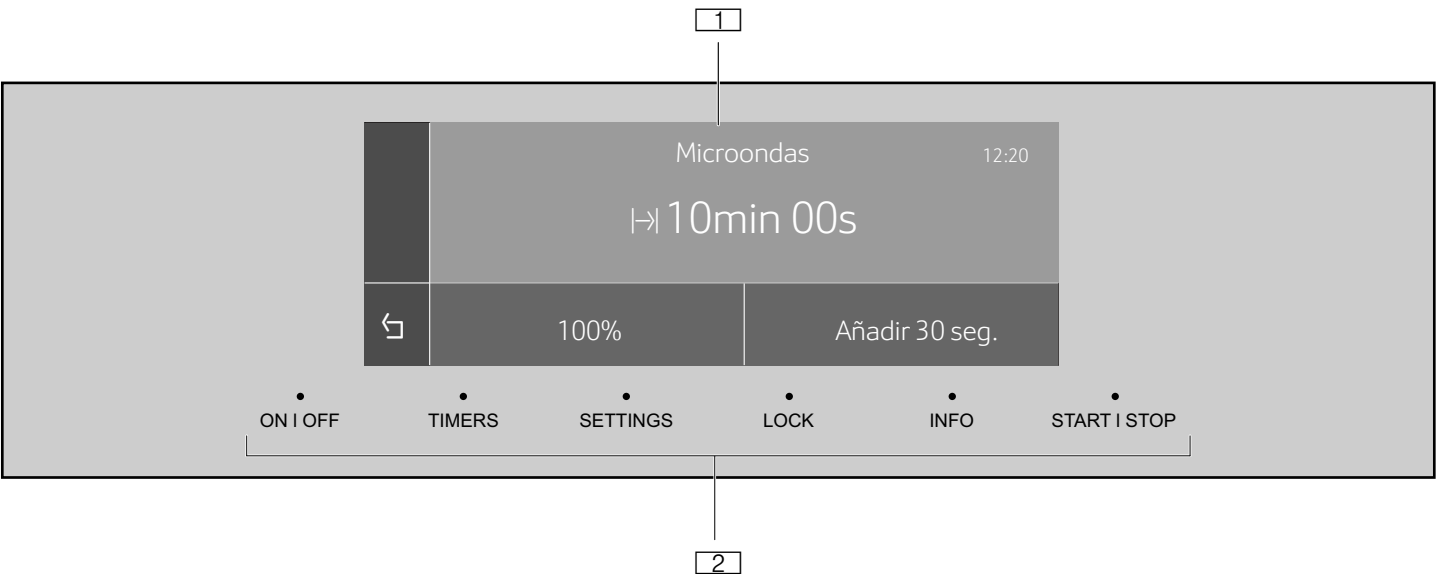 1
Microondas 12:20
10min 00s
100% Añadir 30 seg.
ON I OFF TIMERS SETTINGS LOCK INFO START I STOP
2